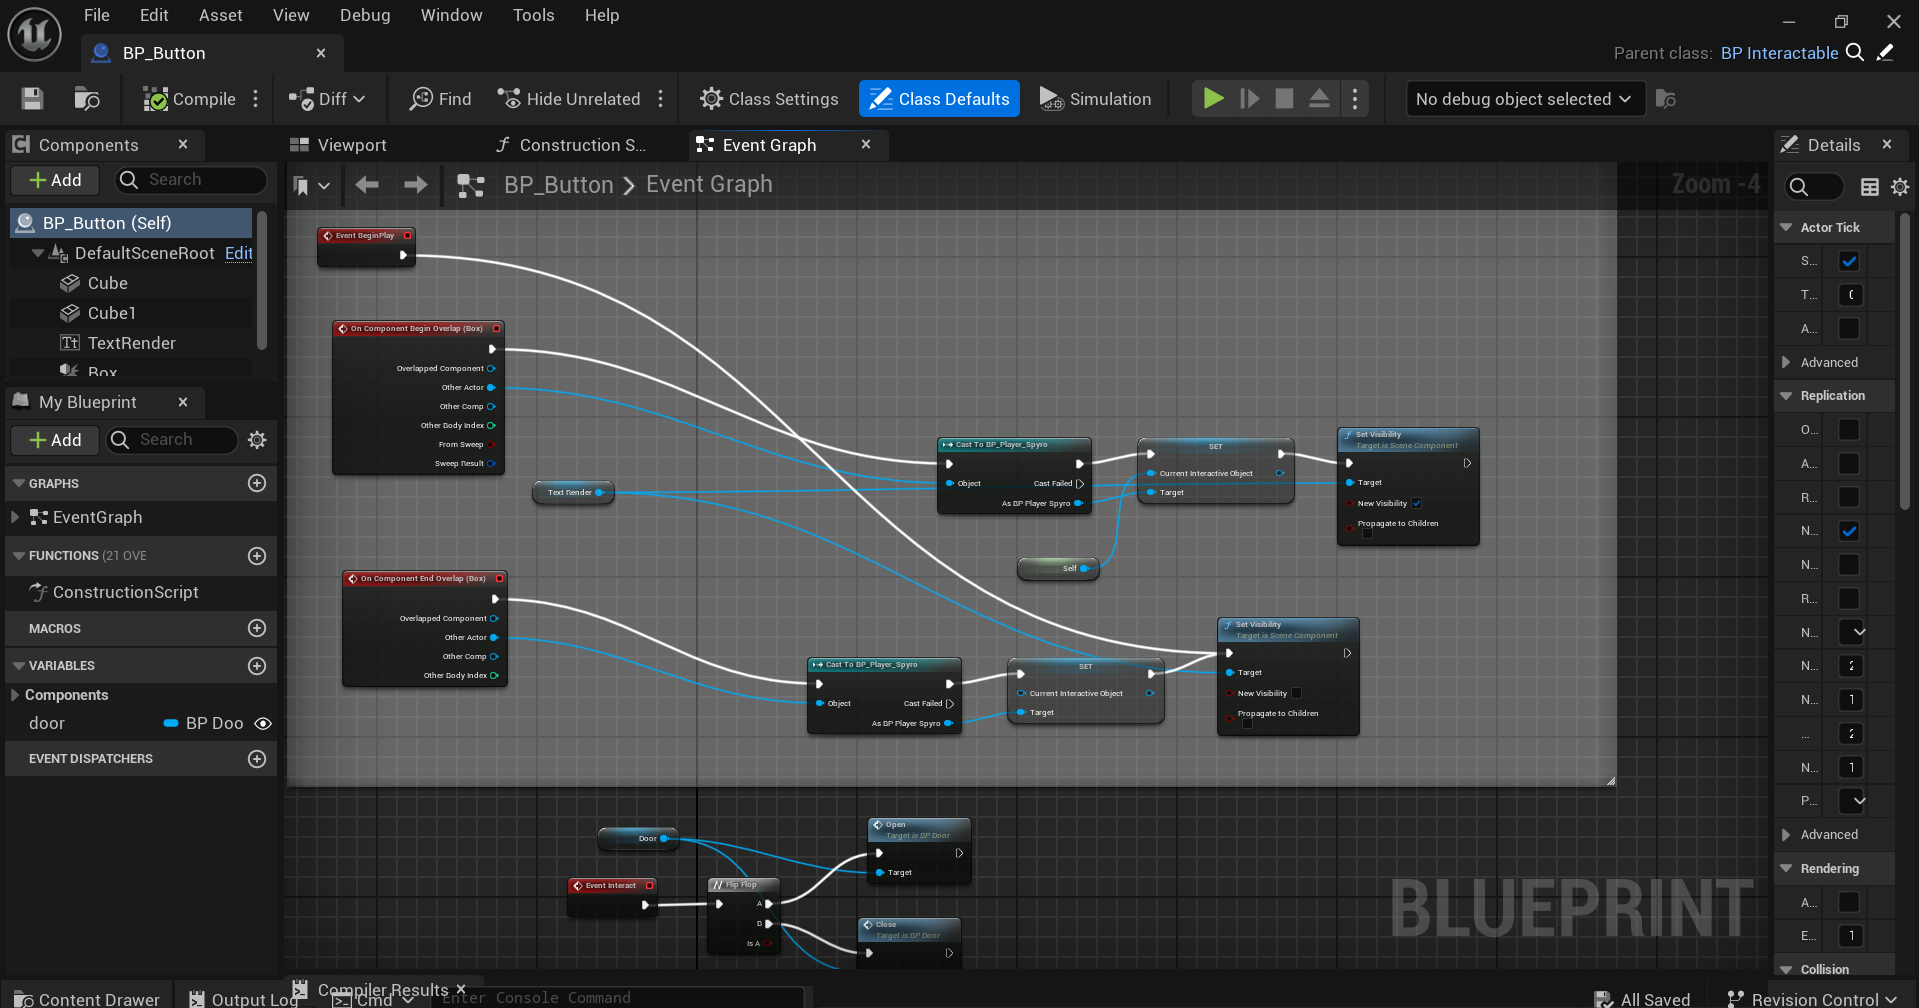 File Edit Asset View Debug Window Tools Help
BP_Button
Parent class: BP Interactable
Compile
Diff
Find
Hide Unrelated
Class Settings
Class Defaults
Simulation
No debug object selected
Components
Viewport
Construction S...
Event Graph
Details
Add
Search
BP_Button > Event Graph
Zoom -4
BP_Button (Self)
DefaultSceneRoot
Edit
Cube
Cube1
TextRender
Box
My Blueprint
Add
Search
GRAPHS
EventGraph
FUNCTIONS (21 OVE
ConstructionScript
MACROS
VARIABLES
Components
door
BP Doo
EVENT DISPATCHERS
Event BeginPlay
On Component Begin Overlap (Box)
Overlapped Component
Other Actor
Other Comp
Other Body Index
From Sweep
Sweep Result
Text Render
Cast To BP_Player_Spyro
Object
Cast Failed
As BP Player Spyro
SET
Current Interactive Object
Target
Set Visibility
Target is Scene Component
Target
New Visibility
Propagate to Children
Self
On Component End Overlap (Box)
Overlapped Component
Other Actor
Other Comp
Other Body Index
Cast To BP_Player_Spyro
Object
Cast Failed
As BP Player Spyro
SET
Current Interactive Object
Target
Set Visibility
Target is Scene Component
Target
New Visibility
Propagate to Children
Door
Open
Target is BP Door
Target
Event Interact
Flip Flop
A
B
Is A
Close
Target is BP Door
BLUEPRINT
Actor Tick
S...
T...
A...
Advanced
Replication
O...
A...
R...
N...
N...
R...
N...
N...
2
N...
1
...
2
N...
1
P...
Advanced
Rendering
A...
E...
1
Collision
Compiler Results
Content Drawer
Output Log
Cmd
Enter Console Command
All Saved
Revision Control